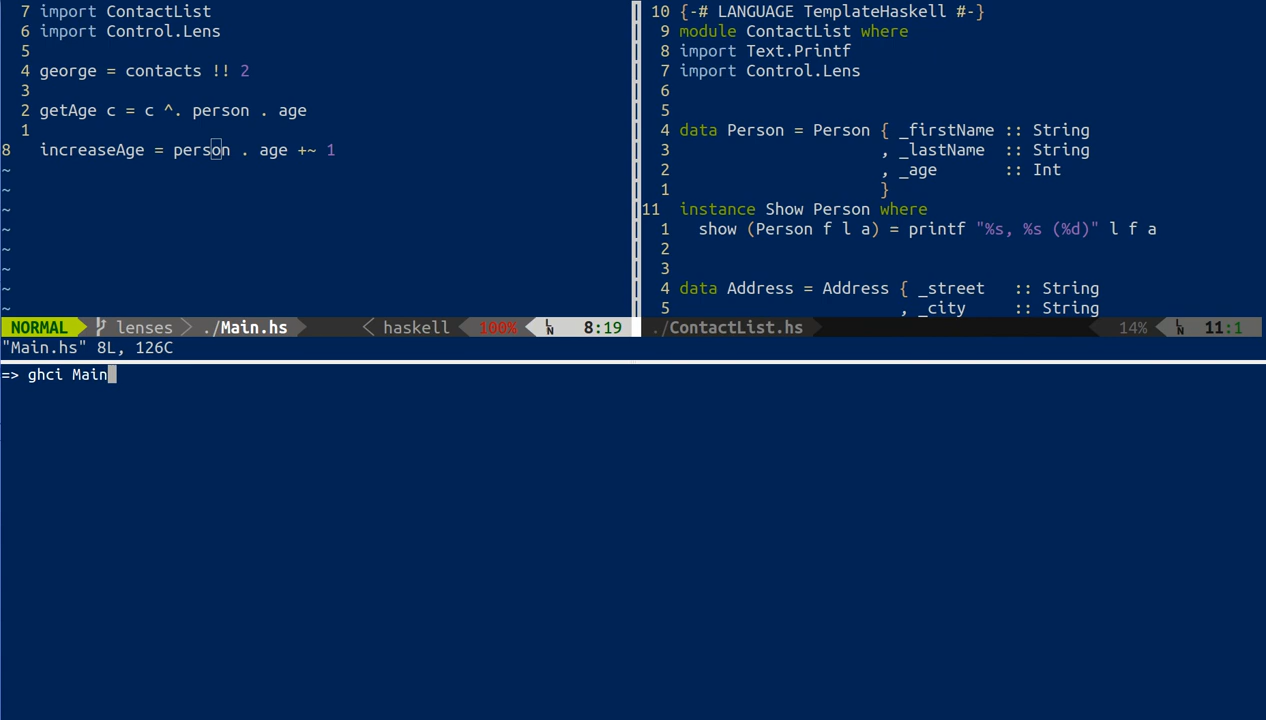 7 import ContactList
6 import Control.Lens
5
4 george = contacts !! 2
3
2 getAge c = c ^. person . age
1
8 increaseAge = person . age +~ 1
~
~
~
~
~
~
~
~
NORMAL lenses ./Main.hs haskell 100% LN 8:19
"Main.hs" 8L, 126C
10 {-# LANGUAGE TemplateHaskell #-}
9 module ContactList where
8 import Text.Printf
7 import Control.Lens
6
5
4 data Person = Person { _firstName :: String
3 , _lastName :: String
2 , _age :: Int
1 }
11 instance Show Person where
1 show (Person f l a) = printf "%s, %s (%d)" l f a
2
3
4 data Address = Address { _street :: String
5 , _city :: String
./ContactList.hs 14% LN 11:1
=> ghci Main